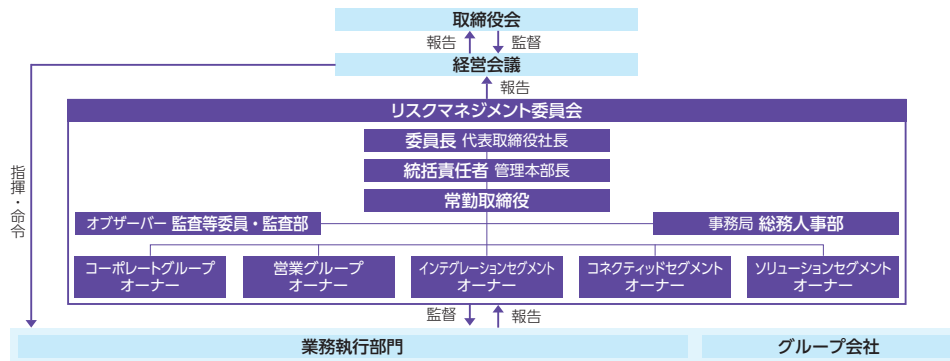 取締役会
報告
監督
経営会議
報告
リスクマネジメント委員会
委員長 代表取締役社長
統括責任者 管理本部長
常勤取締役
指揮・命令
オブザーバー 監査等委員・監査部
事務局 総務人事部
コーポレートグループ
オーナー
営業グループ
オーナー
インテグレーションセグメント
オーナー
コネクティッドセグメント
オーナー
ソリューションセグメント
オーナー
監督
報告
業務執行部門
グループ会社